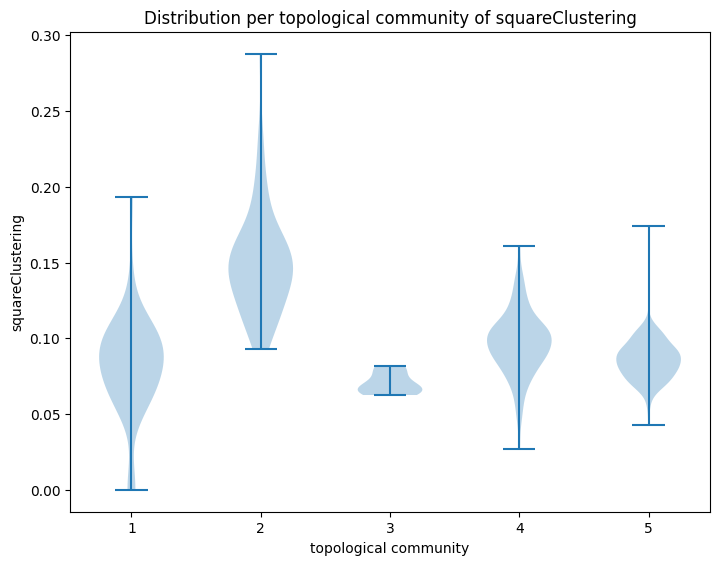 Distribution per topological community of squareClustering
0.30
0.25
0.20
0.15
0.10
0.05
0.00
squareClustering
1 2 3 4 5
topological community